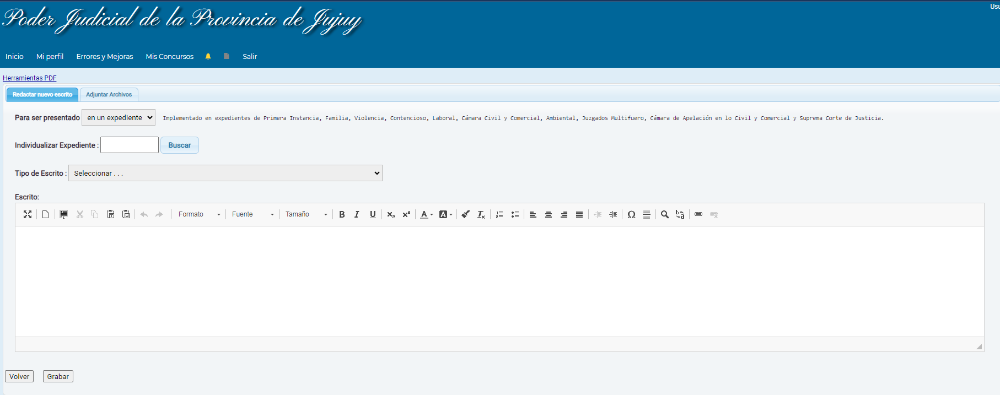 Usu
Poder Judicial de la Provincia de Jujuy
Inicio Mi perfil Errores y Mejoras Mis Concursos Salir
Herramientas PDF
Redactar nuevo escrito Adjuntar Archivos
Para ser presentado en un expediente Implementado en expedientes de Primera Instancia, Familia, Violencia, Contencioso, Laboral, Cámara Civil y Comercial, Ambiental, Juzgados Multifuero, Cámara de Apelación en lo Civil y Comercial y Suprema Corte de Justicia.
Individualizar Expediente : Buscar
Tipo de Escrito : Seleccionar . . .
Escrito:
Formato Fuente Tamaño
Volver Grabar